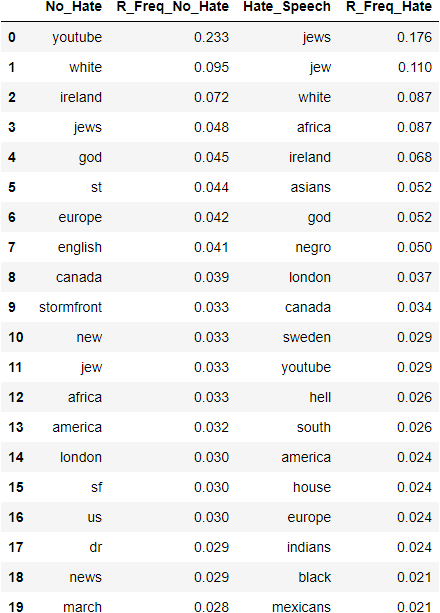 No_Hate R_Freq_No_Hate Hate_Speech R_Freq_Hate
0 youtube 0.233 jews 0.176
1 white 0.095 jew 0.110
2 ireland 0.072 white 0.087
3 jews 0.048 africa 0.087
4 god 0.045 ireland 0.068
5 st 0.044 asians 0.052
6 europe 0.042 god 0.052
7 english 0.041 negro 0.050
8 canada 0.039 london 0.037
9 stormfront 0.033 canada 0.034
10 new 0.033 sweden 0.029
11 jew 0.033 youtube 0.029
12 africa 0.033 hell 0.026
13 america 0.032 south 0.026
14 london 0.030 america 0.024
15 sf 0.030 house 0.024
16 us 0.030 europe 0.024
17 dr 0.029 indians 0.024
18 news 0.029 black 0.021
19 march 0.028 mexicans 0.021